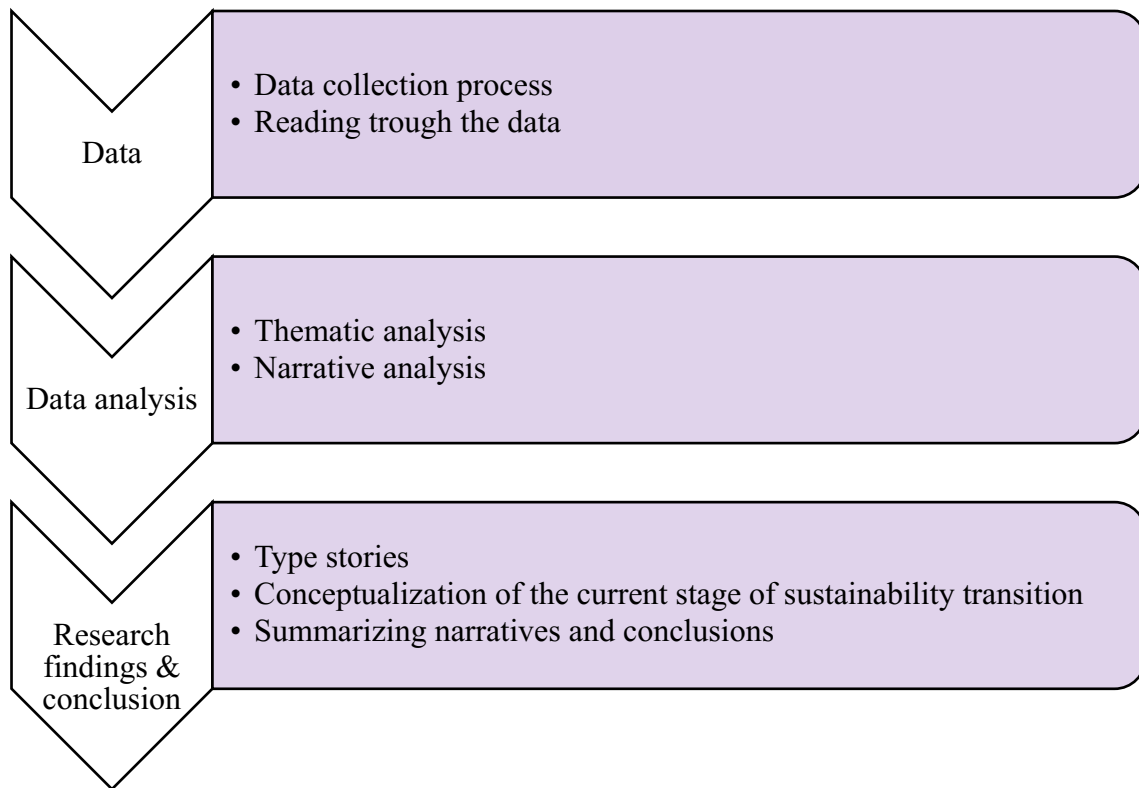 Data
• Data collection process
• Reading trough the data
Data analysis
• Thematic analysis
• Narrative analysis
Research
findings &
conclusion
• Type stories
• Conceptualization of the current stage of sustainability transition
• Summarizing narratives and conclusions